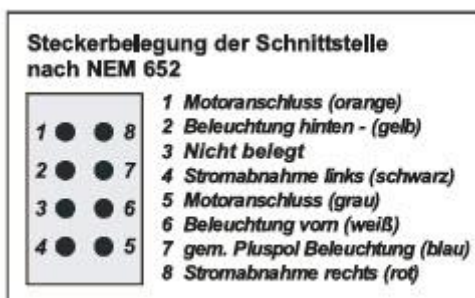 Steckerbelegung der Schnittstelle
nach NEM 652
1 8
2 7
3 6
4 5
1 Motoranschluss (orange)
2 Beleuchtung hinten - (gelb)
3 Nicht belegt
4 Stromabnahme links (schwarz)
5 Motoranschluss (grau)
6 Beleuchtung vorn (weiß)
7 gem. Pluspol Beleuchtung (blau)
8 Stromabnahme rechts (rot)